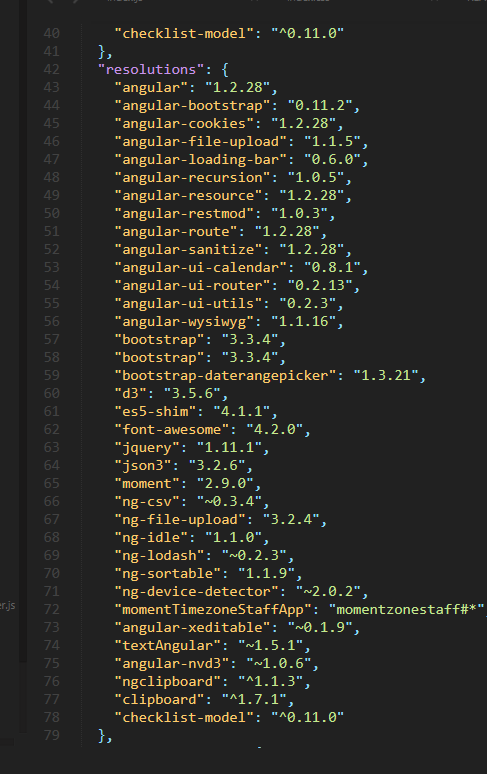 40 "checklist-model": "^0.11.0"
41 },
42 "resolutions": {
43 "angular": "1.2.28",
44 "angular-bootstrap": "0.11.2",
45 "angular-cookies": "1.2.28",
46 "angular-file-upload": "1.1.5",
47 "angular-loading-bar": "0.6.0",
48 "angular-recursion": "1.0.5",
49 "angular-resource": "1.2.28",
50 "angular-restmod": "1.0.3",
51 "angular-route": "1.2.28",
52 "angular-sanitize": "1.2.28",
53 "angular-ui-calendar": "0.8.1",
54 "angular-ui-router": "0.2.13",
55 "angular-ui-utils": "0.2.3",
56 "angular-wysiwyg": "1.1.16",
57 "bootstrap": "3.3.4",
58 "bootstrap": "3.3.4",
59 "bootstrap-daterangepicker": "1.3.21",
60 "d3": "3.5.6",
61 "es5-shim": "4.1.1",
62 "font-awesome": "4.2.0",
63 "jquery": "1.11.1",
64 "json3": "3.2.6",
65 "moment": "2.9.0",
66 "ng-csv": "~0.3.4",
67 "ng-file-upload": "3.2.4",
68 "ng-idle": "1.1.0",
69 "ng-lodash": "~0.2.3",
70 "ng-sortable": "1.1.9",
71 "ng-device-detector": "~2.0.2",
er.js
72 "momentTimezoneStaffApp": "momentzonestaff#*",
73 "angular-xeditable": "~0.1.9",
74 "textAngular": "~1.5.1",
75 "angular-nvd3": "~1.0.6",
76 "ngclipboard": "^1.1.3",
77 "clipboard": "^1.7.1",
78 "checklist-model": "^0.11.0"
79 },